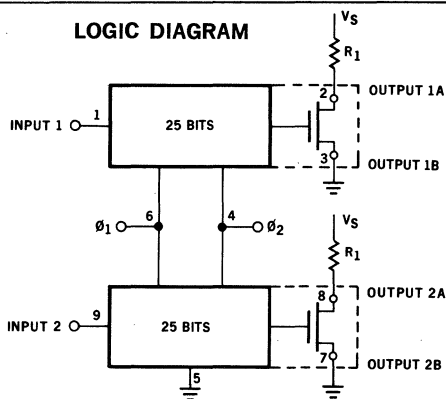 LOGIC DIAGRAM
VS
R1
2
OUTPUT 1A
INPUT 1
1
25 BITS
3
OUTPUT 1B
Ø1
6
4
Ø2
VS
R1
8
OUTPUT 2A
INPUT 2
9
25 BITS
7
OUTPUT 2B
5